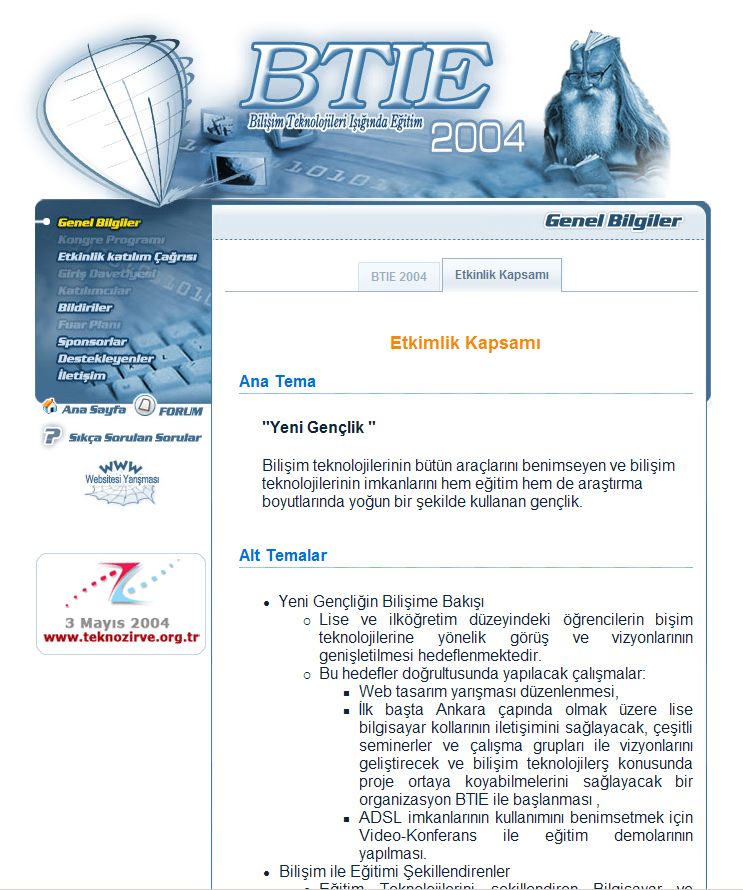 BTIE
Bilişim Teknolojileri Işığında Eğitim
2004
Genel Bilgiler
Kongre Programı
Etkinlik katılım Çağrısı
Giriş Davetiyesi
Katılımcılar
Bildiriler
Fuar Planı
Sponsorlar
Destekleyenler
İletişim
Ana Sayfa
FORUM
Sıkça Sorulan Sorular
www
Websitesi Yarışması
3 Mayıs 2004
www.teknozirve.org.tr
Genel Bilgiler
BTIE 2004
Etkinlik Kapsamı
Etkimlik Kapsamı
Ana Tema
"Yeni Gençlik "
Bilişim teknolojilerinin bütün araçlarını benimseyen ve bilişim
teknolojilerinin imkanlarını hem eğitim hem de araştırma
boyutlarında yoğun bir şekilde kullanan gençlik.
Alt Temalar
Yeni Gençliğin Bilişime Bakışı
Lise ve ilköğretim düzeyindeki öğrencilerin bişim
teknolojilerine yönelik görüş ve vizyonlarının
genişletilmesi hedeflenmektedir.
Bu hedefler doğrultusunda yapılacak çalışmalar:
Web tasarım yarışması düzenlenmesi,
İlk başta Ankara çapında olmak üzere lise
bilgisayar kollarının iletişimini sağlayacak, çeşitli
seminerler ve çalışma grupları ile vizyonlarını
geliştirecek ve bilişim teknolojilerş konusunda
proje ortaya koyabilmelerini sağlayacak bir
organizasyon BTIE ile başlanması ,
ADSL imkanlarının kullanımını benimsetmek için
Video-Konferans ile eğitim demolarının
yapılması.
Bilişim ile Eğitimi Şekillendirenler
Eğitim Teknolojilerini şekillendiren Bilgisayar ve